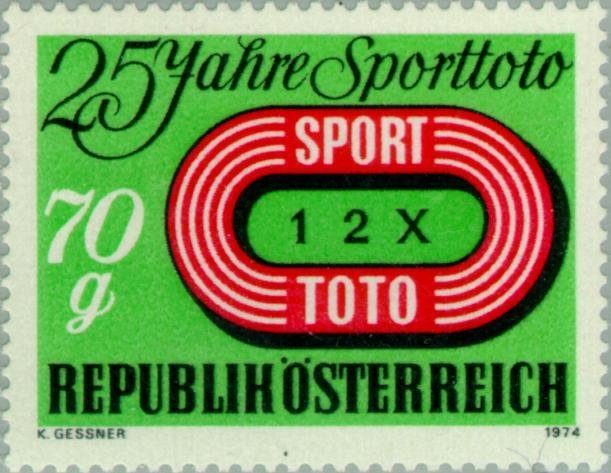 25 Jahre Sporttoto
SPORT
70
1 2 X
g
TOTO
REPUBLIK ÖSTERREICH
K. GESSNER 1974